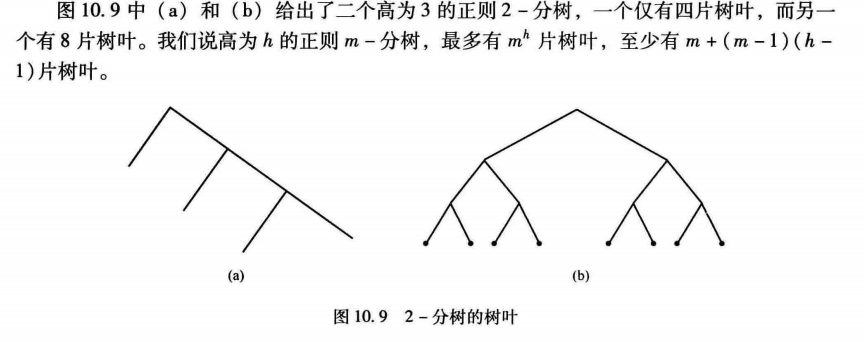 图 10.9 中（a）和（b）给出了二个高为 3 的正则 2－分树，一个仅有四片树叶，而另一
个有 8 片树叶。我们说高为 h 的正则 m－分树，最多有 mʰ 片树叶，至少有 m＋(m－1)(h－
1)片树叶。
(a) (b)
图 10.9 2－分树的树叶